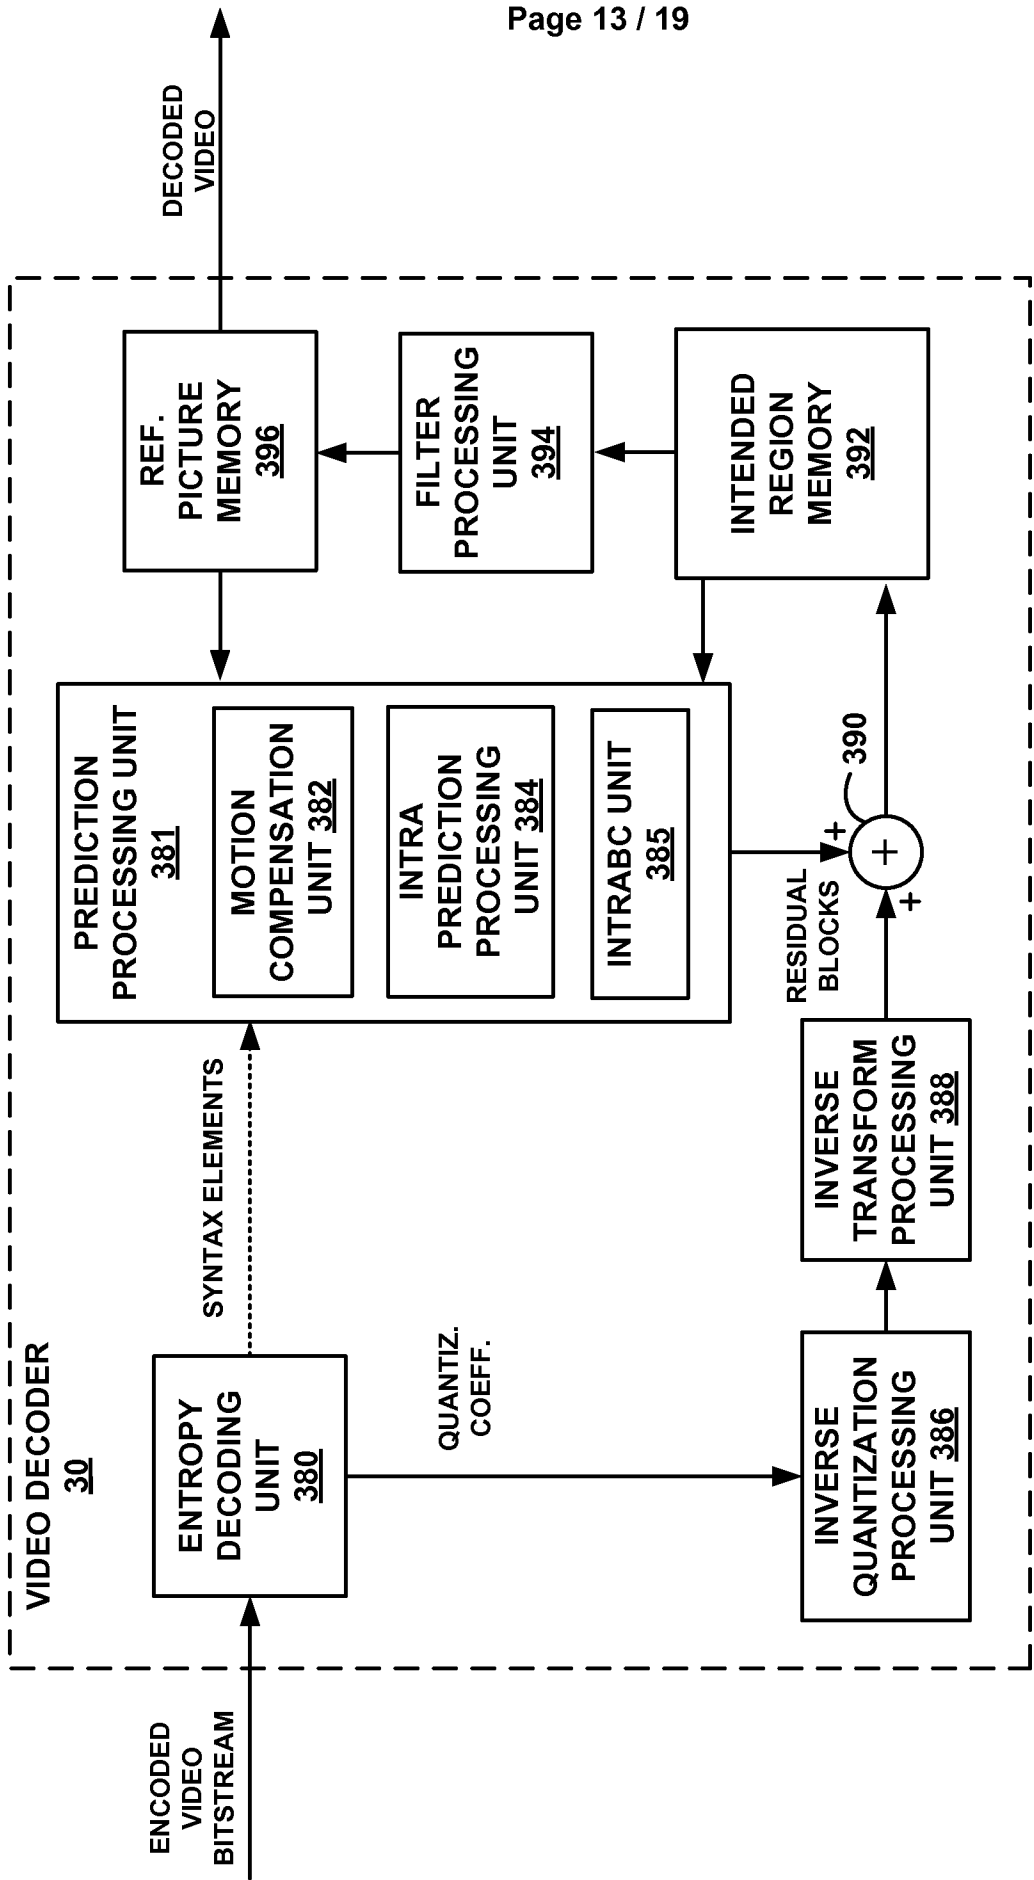 Page 13 / 19
VIDEO DECODER
30
ENCODED
VIDEO
BITSTREAM
ENTROPY
DECODING
UNIT
380
SYNTAX ELEMENTS
QUANTIZ.
COEFF.
PREDICTION
PROCESSING UNIT
381
MOTION
COMPENSATION
UNIT 382
INTRA
PREDICTION
PROCESSING
UNIT 384
INTRABC UNIT
385
REF.
PICTURE
MEMORY
396
DECODED
VIDEO
FILTER
PROCESSING
UNIT
394
INTENDED
REGION
MEMORY
392
INVERSE
QUANTIZATION
PROCESSING
UNIT 386
INVERSE
TRANSFORM
PROCESSING
UNIT 388
RESIDUAL
BLOCKS
+
+
+
390